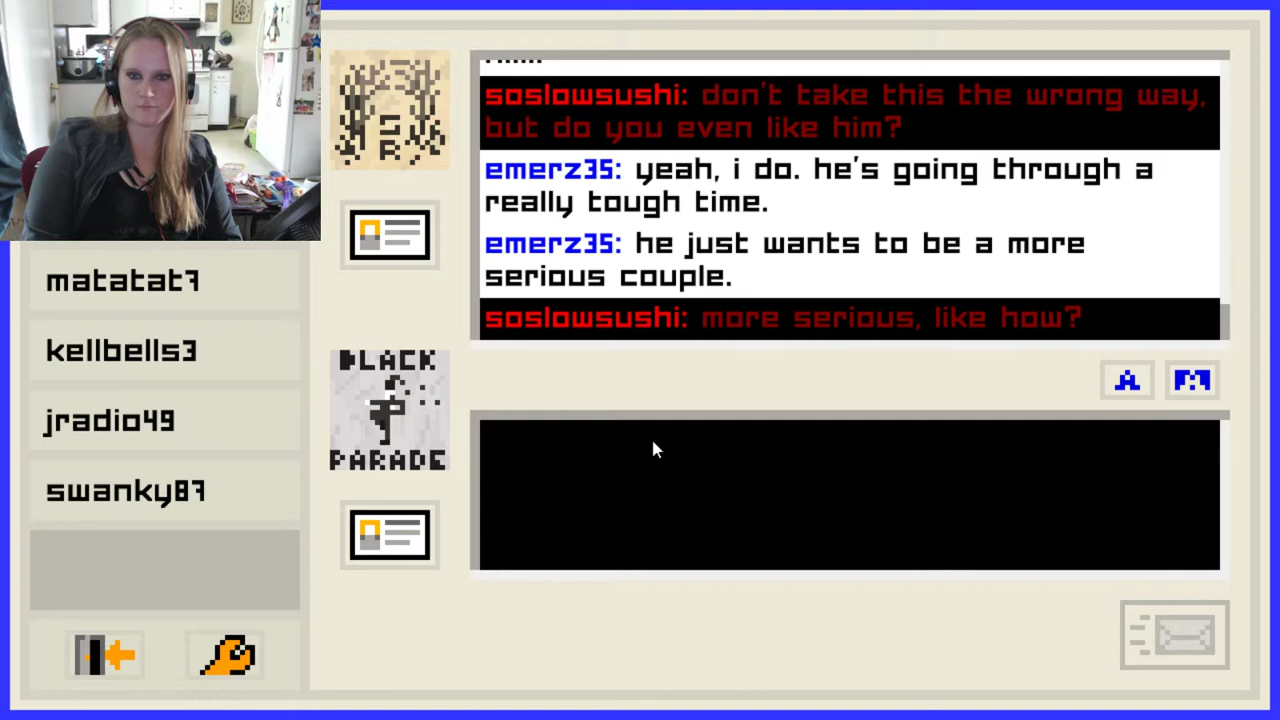 soslowsushi: don't take this the wrong way,
but do you even like him?
emerz35: yeah, i do. he's going through a
really tough time.
emerz35: he just wants to be a more
serious couple.
soslowsushi: more serious, like how?
matatat7
kellbells3
jradio49
swanky87
BLACK
PARADE